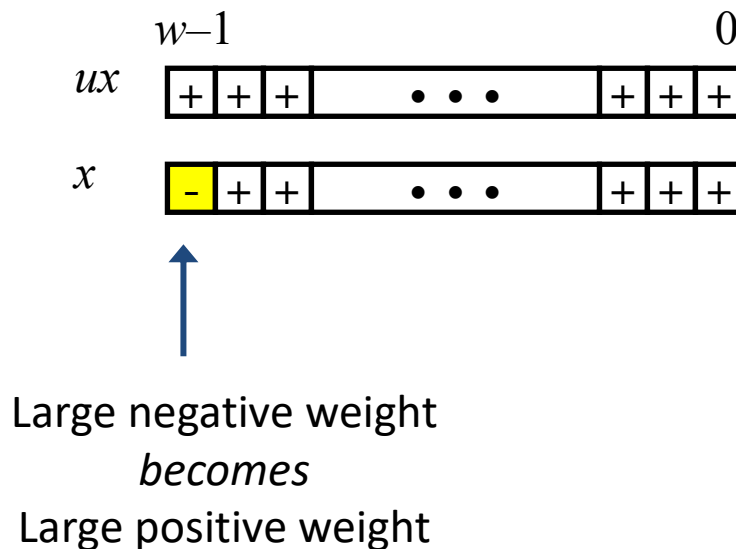 w–1 0
ux + + + • • • + + +
x - + + • • • + + +
Large negative weight
becomes
Large positive weight